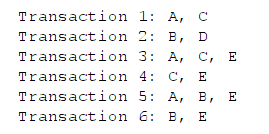 Transaction 1: A, C
Transaction 2: B, D
Transaction 3: A, C, E
Transaction 4: C, E
Transaction 5: A, B, E
Transaction 6: B, E